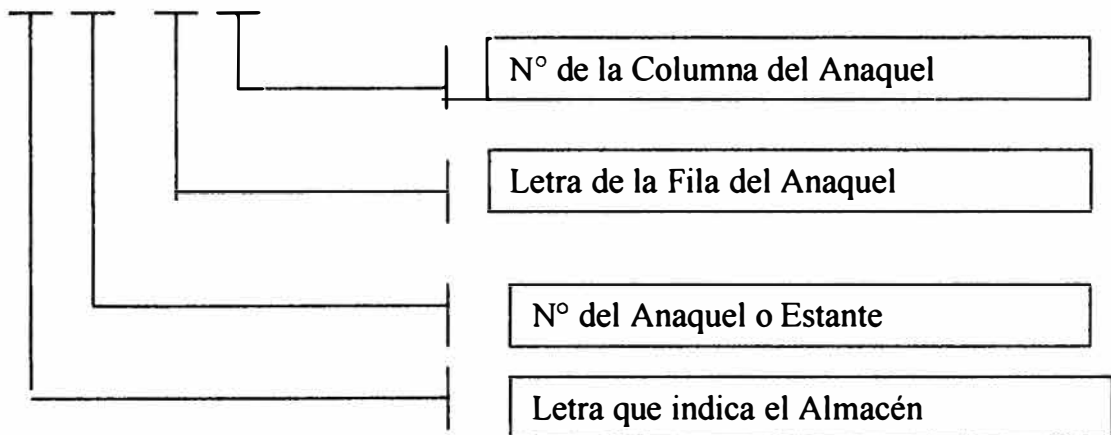 N° de la Columna del Anaquel
Letra de la Fila del Anaquel
N° del Anaquel o Estante
Letra que indica el Almacén